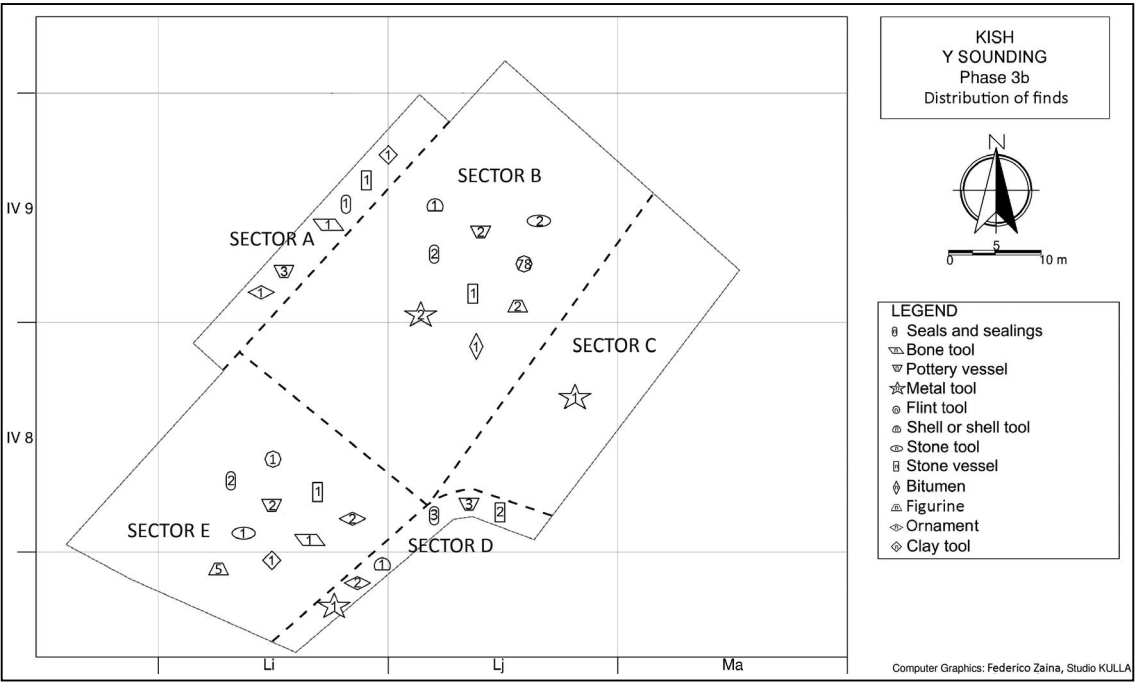 KISH
Y SOUNDING
Phase 3b
Distribution of finds
N
0 5 10 m
LEGEND
Seals and sealings
Bone tool
Pottery vessel
Metal tool
Flint tool
Shell or shell tool
Stone tool
Stone vessel
Bitumen
Figurine
Ornament
Clay tool
IV 9
IV 8
Li
Lj
Ma
SECTOR A
1
1
1
1
3
1
SECTOR B
1
2
2
2
78
1
2
2
1
SECTOR C
1
SECTOR D
3
3
2
1
2
1
SECTOR E
1
2
1
2
2
1
1
1
5
Computer Graphics: Federico Zaina, Studio KULLA